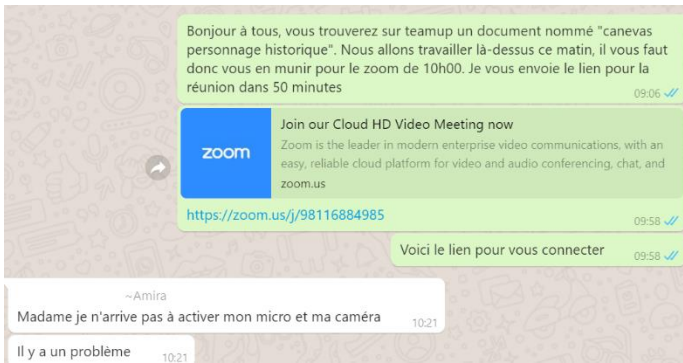 Bonjour à tous, vous trouverez sur teamup un document nommé "canevas
personnage historique". Nous allons travailler là-dessus ce matin, il vous faut
donc vous en munir pour le zoom de 10h00. Je vous envoie le lien pour la
réunion dans 50 minutes
09:06
zoom
Join our Cloud HD Video Meeting now
Zoom is the leader in modern enterprise video communications, with an
easy, reliable cloud platform for video and audio conferencing, chat, and
zoom.us
https://zoom.us/j/98116884985
09:58
Voici le lien pour vous connecter
09:58
~Amira
Madame je n'arrive pas à activer mon micro et ma caméra
10:21
Il y a un problème
10:21